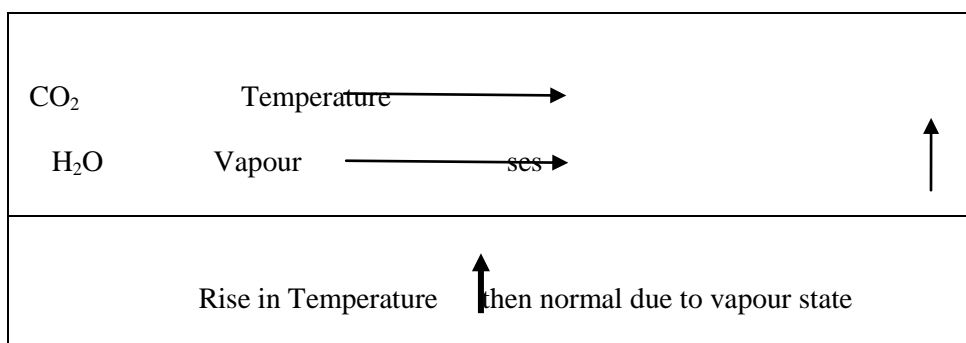 CO₂ Temperature
H₂O Vapour ses
Rise in Temperature then normal due to vapour state